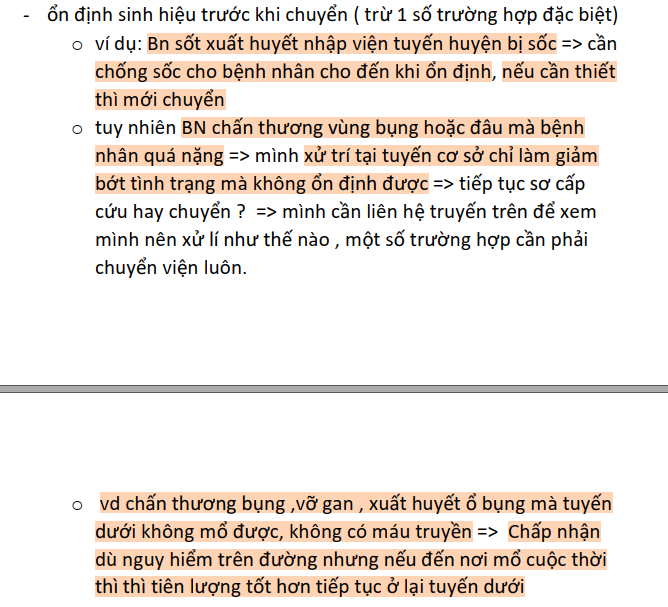 - ổn định sinh hiệu trước khi chuyển ( trừ 1 số trường hợp đặc biệt)
o ví dụ: Bn sốt xuất huyết nhập viện tuyến huyện bị sốc => cần
chống sốc cho bệnh nhân cho đến khi ổn định, nếu cần thiết
thì mới chuyển
o tuy nhiên BN chấn thương vùng bụng hoặc đâu mà bệnh
nhân quá nặng => mình xử trí tại tuyến cơ sở chỉ làm giảm
bớt tình trạng mà không ổn định được => tiếp tục sơ cấp
cứu hay chuyển ? => mình cần liên hệ truyến trên để xem
mình nên xử lí như thế nào , một số trường hợp cần phải
chuyển viện luôn.
o vd chấn thương bụng ,vỡ gan , xuất huyết ổ bụng mà tuyến
dưới không mổ được, không có máu truyền => Chấp nhận
dù nguy hiểm trên đường nhưng nếu đến nơi mổ cuộc thời
thì thì tiên lượng tốt hơn tiếp tục ở lại tuyến dưới